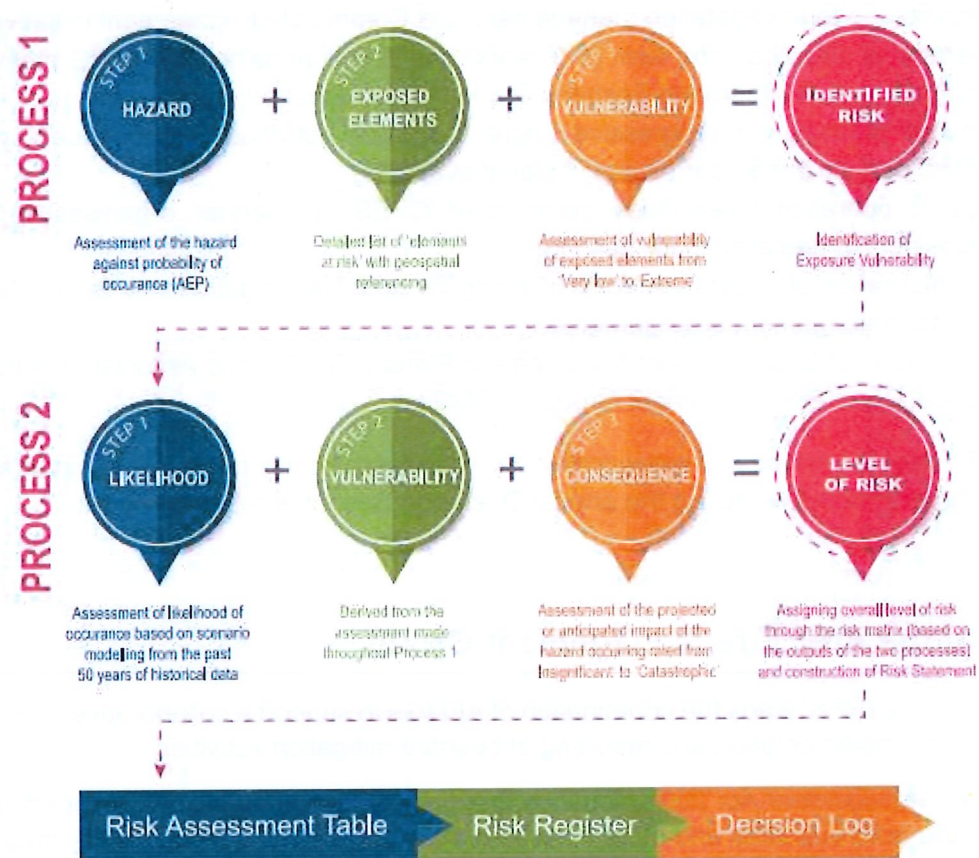 PROCESS 1
STEP 1
HAZARD
+
STEP 2
EXPOSED
ELEMENTS
+
STEP 3
VULNERABILITY
=
IDENTIFIED
RISK
Assessment of the hazard
against probability of
occurance (AEP)
Detailed list of 'elements
at risk' with geospatial
referencing
Assessment of vulnerability
of exposed elements from
'Very low' to Extreme'
Identification of
Exposure Vulnerability
PROCESS 2
STEP 1
LIKELIHOOD
+
STEP 2
VULNERABILITY
+
STEP 3
CONSEQUENCE
=
LEVEL
OF RISK
Assessment of likelihood of
occurance based on scenario
modelling from the past
50 years of historical data
Derived from the
assessment made
throughout Process 1
Assessment of the projected
or anticipated impact of the
hazard occurring rated from
'Insignificant' to 'Catastrophic'
Assigning overall level of risk
through the risk matrix (based on
the outputs of the two processes)
and construction of Risk Statement
Risk Assessment Table
Risk Register
Decision Log